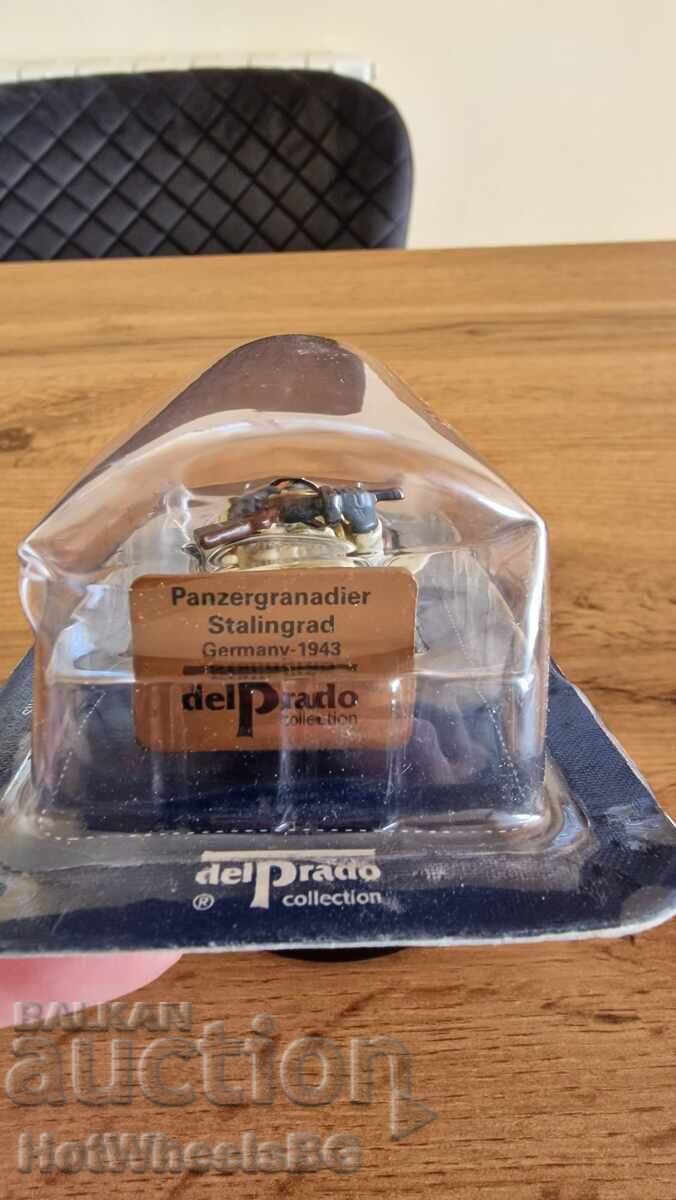 Panzergranadier
Stalingrad
Germany-1943
delPrado
collection
delPrado
® collection
BALKAN
auction
HotWheelsBG